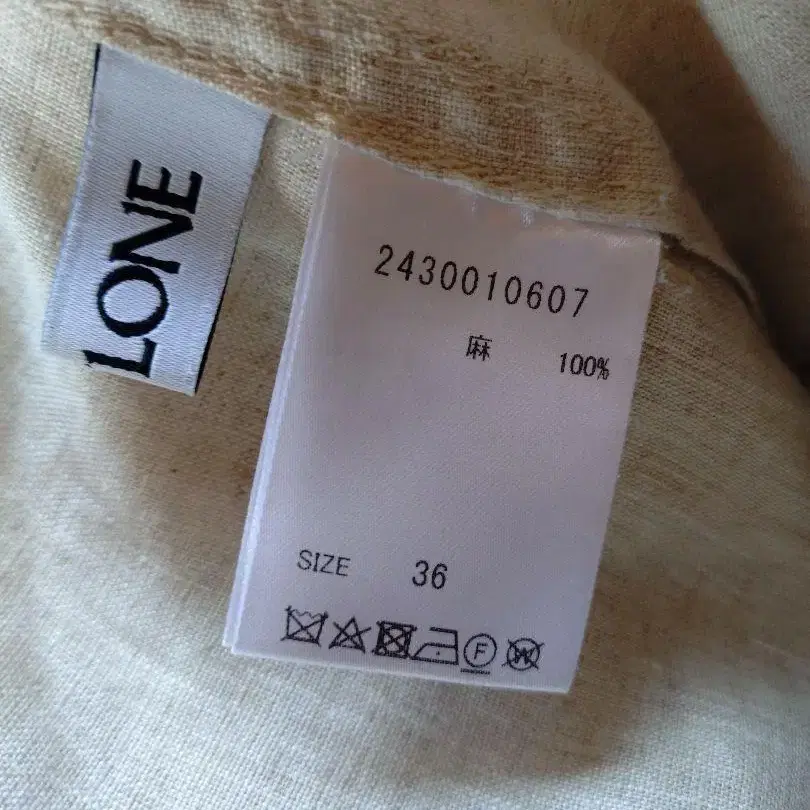 LONE
2430010607
麻 100%
SIZE 36
F
W